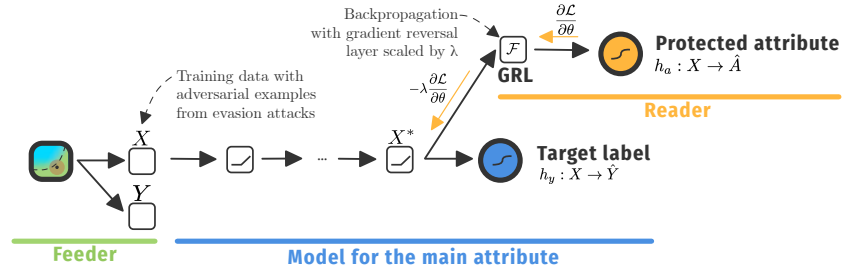 Backpropagation
with gradient reversal
layer scaled by λ
∂ℒ
∂θ
ℱ
GRL
Protected attribute
hₐ : X → Â
Reader
Training data with
adversarial examples
from evasion attacks
-λ ∂ℒ
∂θ
X
...
X*
Target label
h_y : X → Ŷ
Y
Feeder
Model for the main attribute